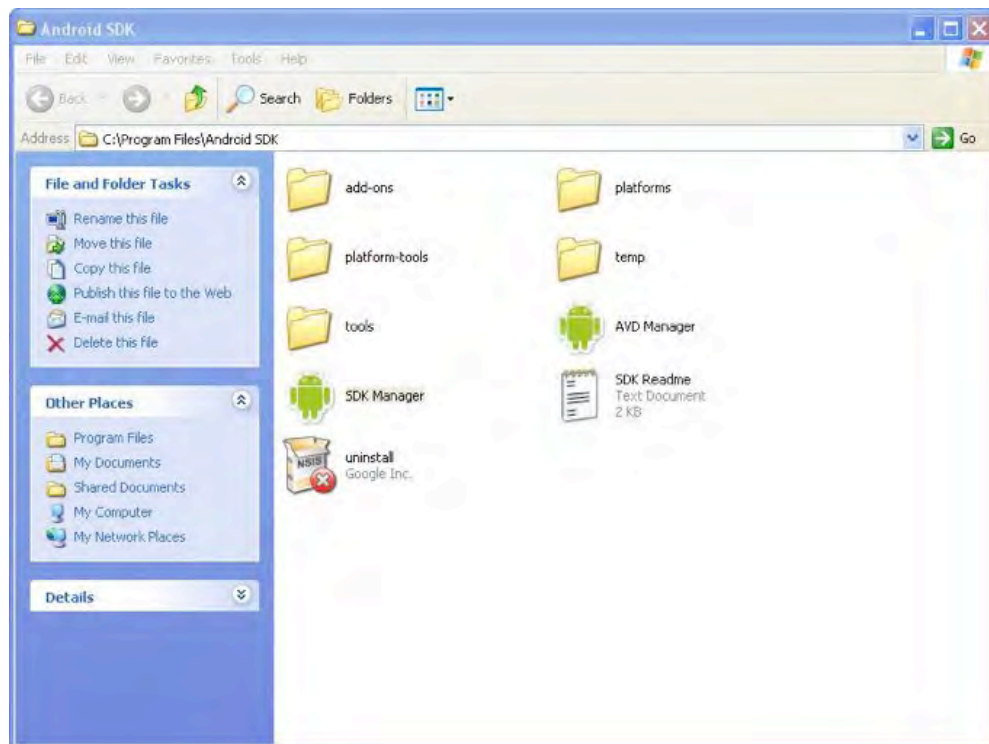 Android SDK
File Edit View Favorites Tools Help
Back Search Folders
Address C:\Program Files\Android SDK Go
File and Folder Tasks
Rename this file
Move this file
Copy this file
Publish this file to the Web
E-mail this file
Delete this file
Other Places
Program Files
My Documents
Shared Documents
My Computer
My Network Places
Details
add-ons
platforms
platform-tools
temp
tools
AVD Manager
SDK Manager
SDK Readme
Text Document
2 KB
NSIS
uninstall
Google Inc.